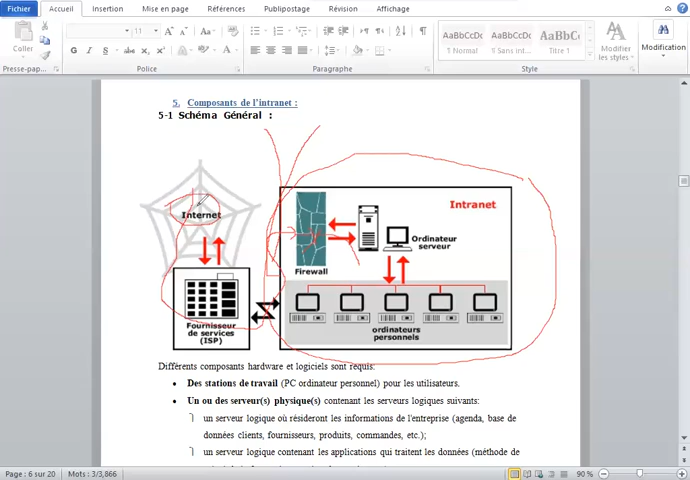 Fichier Accueil Insertion Mise en page Références Publipostage Révision Affichage
Coller
G I S
AaBbCcDc AaBbCcDc AaBbC
¶ Normal ¶ Sans int... Titre 1
Modifier les styles
Modification
Presse-pap... Police Paragraphe Style
5. Composants de l'intranet :
5-1 Schéma Général :
Internet
Intranet
Ordinateur
serveur
Firewall
Fournisseur
de services
(ISP)
ordinateurs
personnels
Différents composants hardware et logiciels sont requis:
• Des stations de travail (PC ordinateur personnel) pour les utilisateurs.
• Un ou des serveur(s) physique(s) contenant les serveurs logiques suivants:
un serveur logique où résideront les informations de l'entreprise (agenda, base de
données clients, fournisseurs, produits, commandes, etc.);
un serveur logique contenant les applications qui traitent les données (méthode de
Page : 6 sur 20 Mots : 3/3,866 90 %